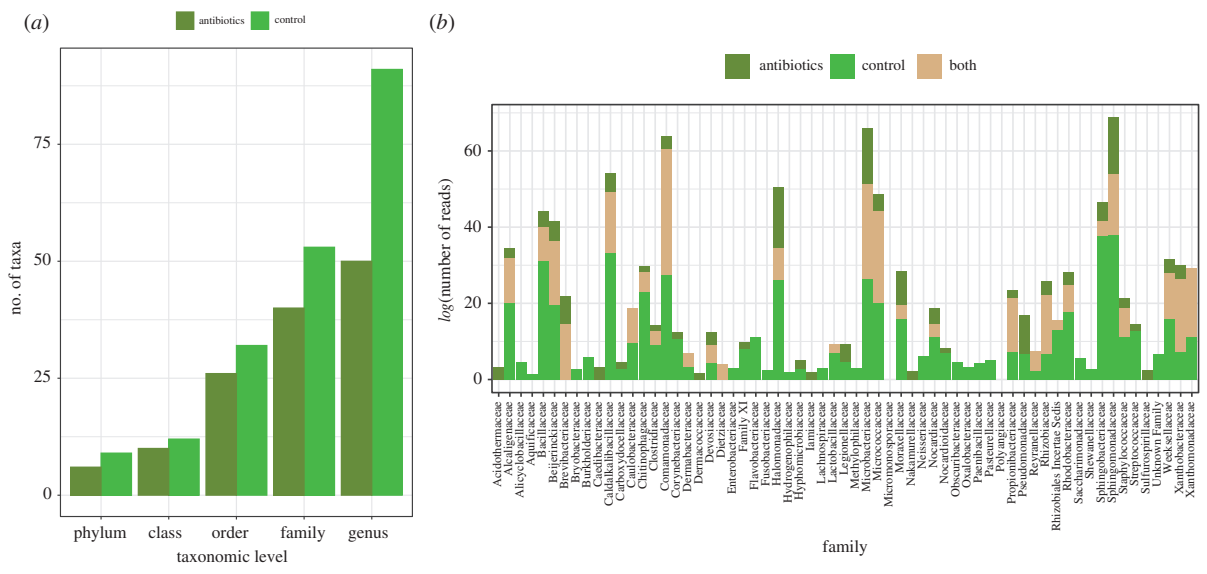 (a)
antibiotics control
no. of taxa
75
50
25
0
phylum class order family genus
taxonomic level
(b)
antibiotics control both
log(number of reads)
60
40
20
0
Acidothermaceae
Alcaligenaceae
Alicyclobacillaceae
Aquificaceae
Bacillaceae
Beijerinckiaceae
Brevibacteriaceae
Bryobacteraceae
Burkholderiaceae
Caedibacteraceae
Caldalkalibacillaceae
Carboxydocellaceae
Caulobacteraceae
Chitinophagaceae
Clostridiaceae
Comamonadaceae
Corynebacteriaceae
Dermabacteraceae
Dermacoccaceae
Devosiaceae
Dietziaceae
Enterobacteriaceae
Family XI
Flavobacteriaceae
Fusobacteriaceae
Halomonadaceae
Hydrogenophilaceae
Hyphomicrobiaceae
Iamiaceae
Lachnospiraceae
Lactobacillaceae
Legionellaceae
Methylophilaceae
Microbacteriaceae
Micrococcaceae
Micromonosporaceae
Moraxellaceae
Nakamurellaceae
Neisseriaceae
Nocardiaceae
Nocardioidaceae
Obscuribacteraceae
Oxalobacteraceae
Paenibacillaceae
Pasteurellaceae
Polyangiaceae
Propionibacteriaceae
Pseudomonadaceae
Reyranellaceae
Rhizobiaceae
Rhizobiales Incertae Sedis
Rhodobacteraceae
Saccharimonadaceae
Shewanellaceae
Sphingobacteriaceae
Sphingomonadaceae
Staphylococcaceae
Streptococcaceae
Sulfurospirillaceae
Unknown Family
Weeksellaceae
Xanthobacteraceae
Xanthomonadaceae
family